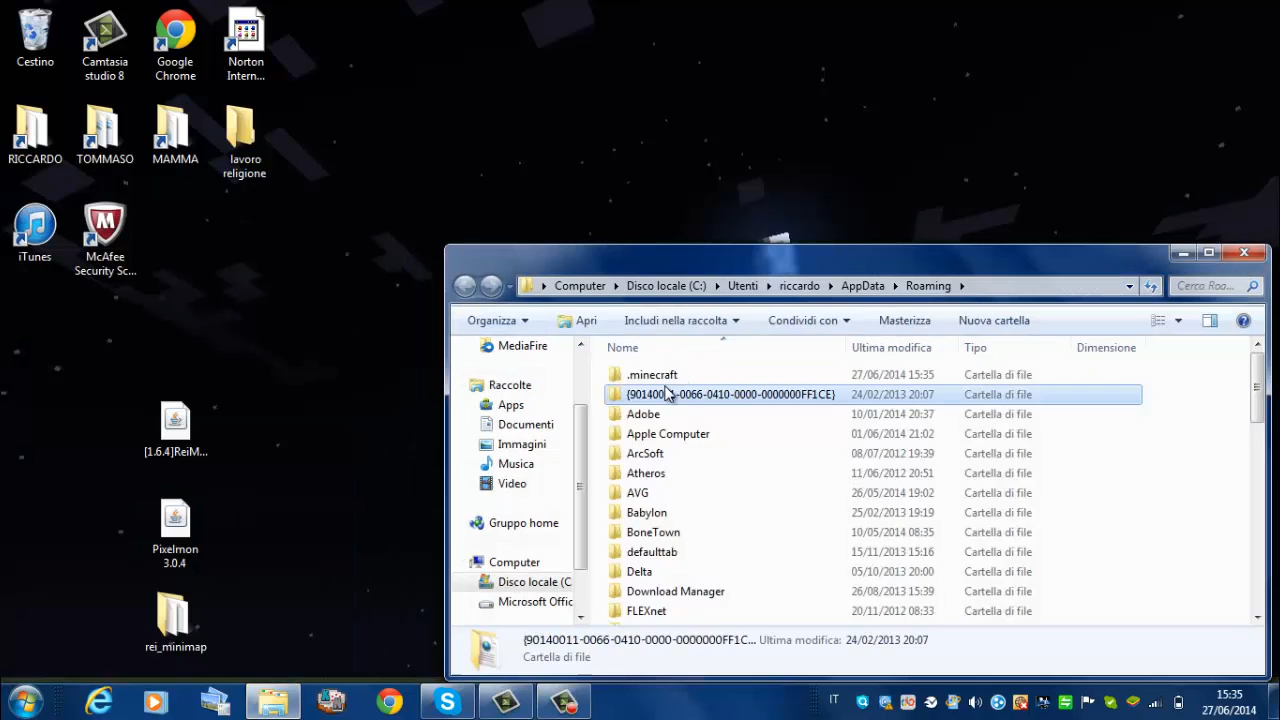 Cestino
Camtasia studio 8
Google Chrome
Norton Intern...
RICCARDO
TOMMASO
MAMMA
lavoro religione
iTunes
McAfee Security Sc...
[1.6.4]ReiM...
Pixelmon 3.0.4
rei_minimap
Computer
Disco locale (C:)
Utenti
riccardo
AppData
Roaming
Cerca Roa...
Organizza
Apri
Includi nella raccolta
Condividi con
Masterizza
Nuova cartella
MediaFire
Raccolte
Apps
Documenti
Immagini
Musica
Video
Gruppo home
Computer
Disco locale (C
Microsoft Offic
Nome Ultima modifica Tipo Dimensione
.minecraft 27/06/2014 15:35 Cartella di file
{90140011-0066-0410-0000-0000000FF1CE} 24/02/2013 20:07 Cartella di file
Adobe 10/01/2014 20:37 Cartella di file
Apple Computer 01/06/2014 21:02 Cartella di file
ArcSoft 08/07/2012 19:39 Cartella di file
Atheros 11/06/2012 20:51 Cartella di file
AVG 26/05/2014 19:02 Cartella di file
Babylon 25/02/2013 19:19 Cartella di file
BoneTown 10/05/2014 08:35 Cartella di file
defaulttab 15/11/2013 15:16 Cartella di file
Delta 05/10/2013 20:00 Cartella di file
Download Manager 26/08/2013 15:39 Cartella di file
FLEXnet 20/11/2012 08:33 Cartella di file
{90140011-0066-0410-0000-0000000FF1C... Ultima modifica: 24/02/2013 20:07
Cartella di file
IT
15:35
27/06/2014